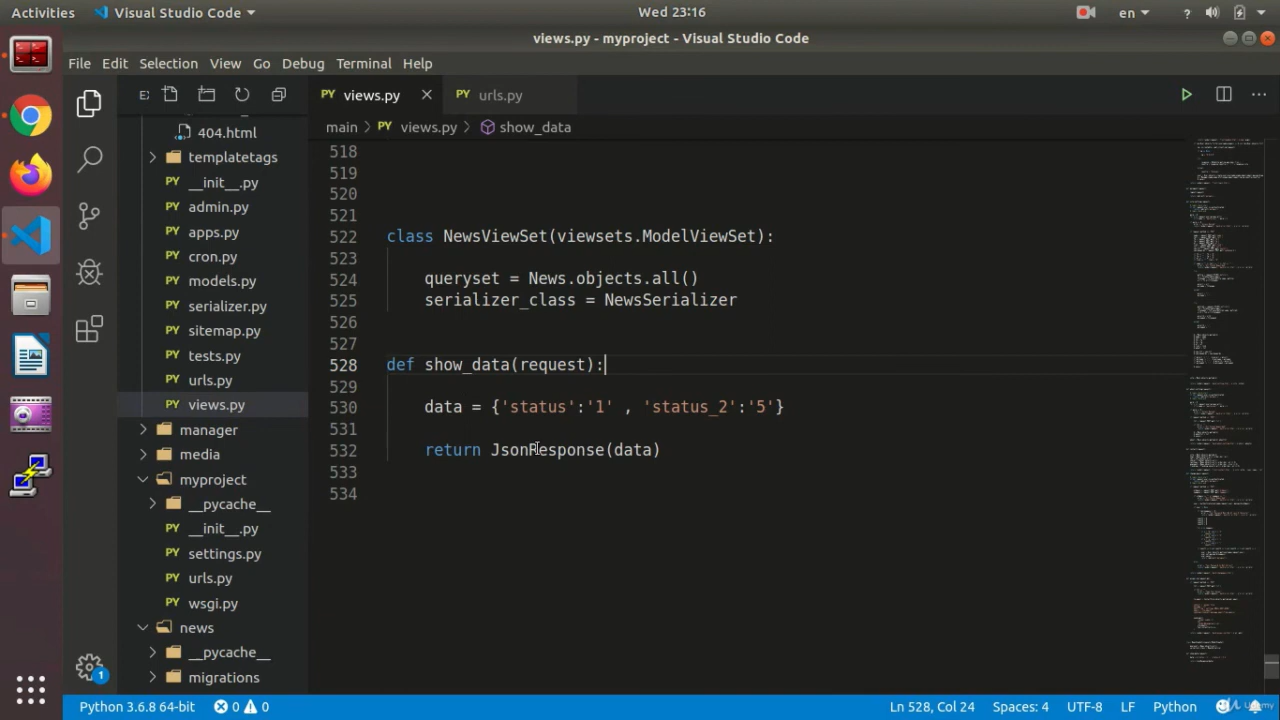 Activities
Visual Studio Code
Wed 23:16
en
views.py - myproject - Visual Studio Code
File Edit Selection View Go Debug Terminal Help
views.py
urls.py
main > views.py > show_data
404.html
templatetags
__init__.py
admin.py
apps.py
cron.py
models.py
serializer.py
sitemap.py
tests.py
urls.py
views.py
manager
media
myproject
__pycache__
__init__.py
settings.py
urls.py
wsgi.py
news
__pycache__
migrations
518
519
520
521
522 class NewsViewSet(viewsets.ModelViewSet):
523
524 queryset = News.objects.all()
525 serializer_class = NewsSerializer
526
527
528 def show_data(request):
529
530 data = { 'status':'1' , 'status_2':'5'}
531
532 return JsonResponse(data)
533
534
1
Python 3.6.8 64-bit
0
0
Ln 528, Col 24
Spaces: 4
UTF-8
LF
Python
Udemy